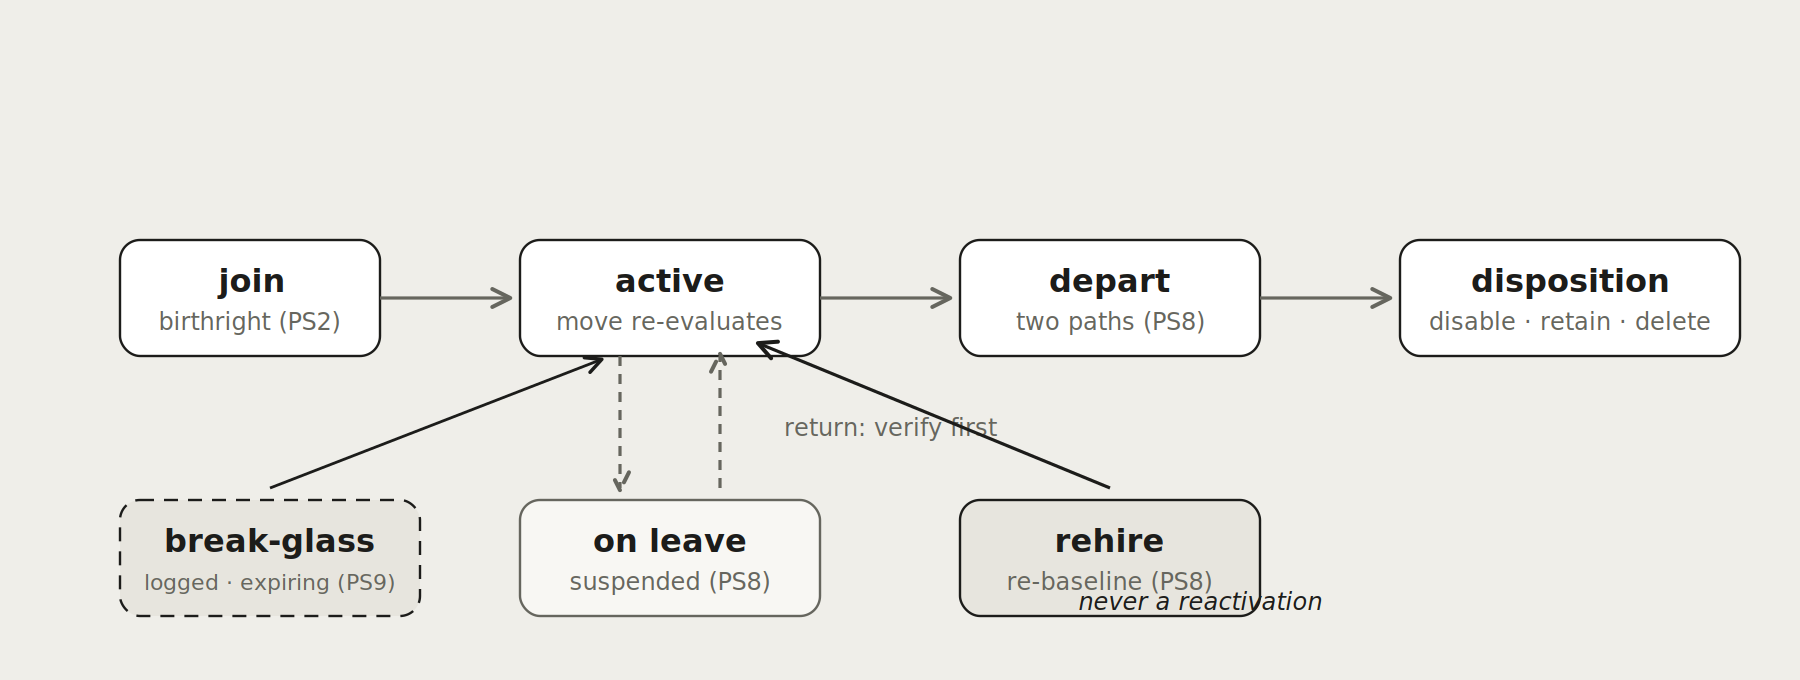 join
birthright (PS2)
active
move re-evaluates
depart
two paths (PS8)
disposition
disable · retain · delete
return: verify first
break-glass
logged · expiring (PS9)
on leave
suspended (PS8)
rehire
re-baseline (PS8)
never a reactivation